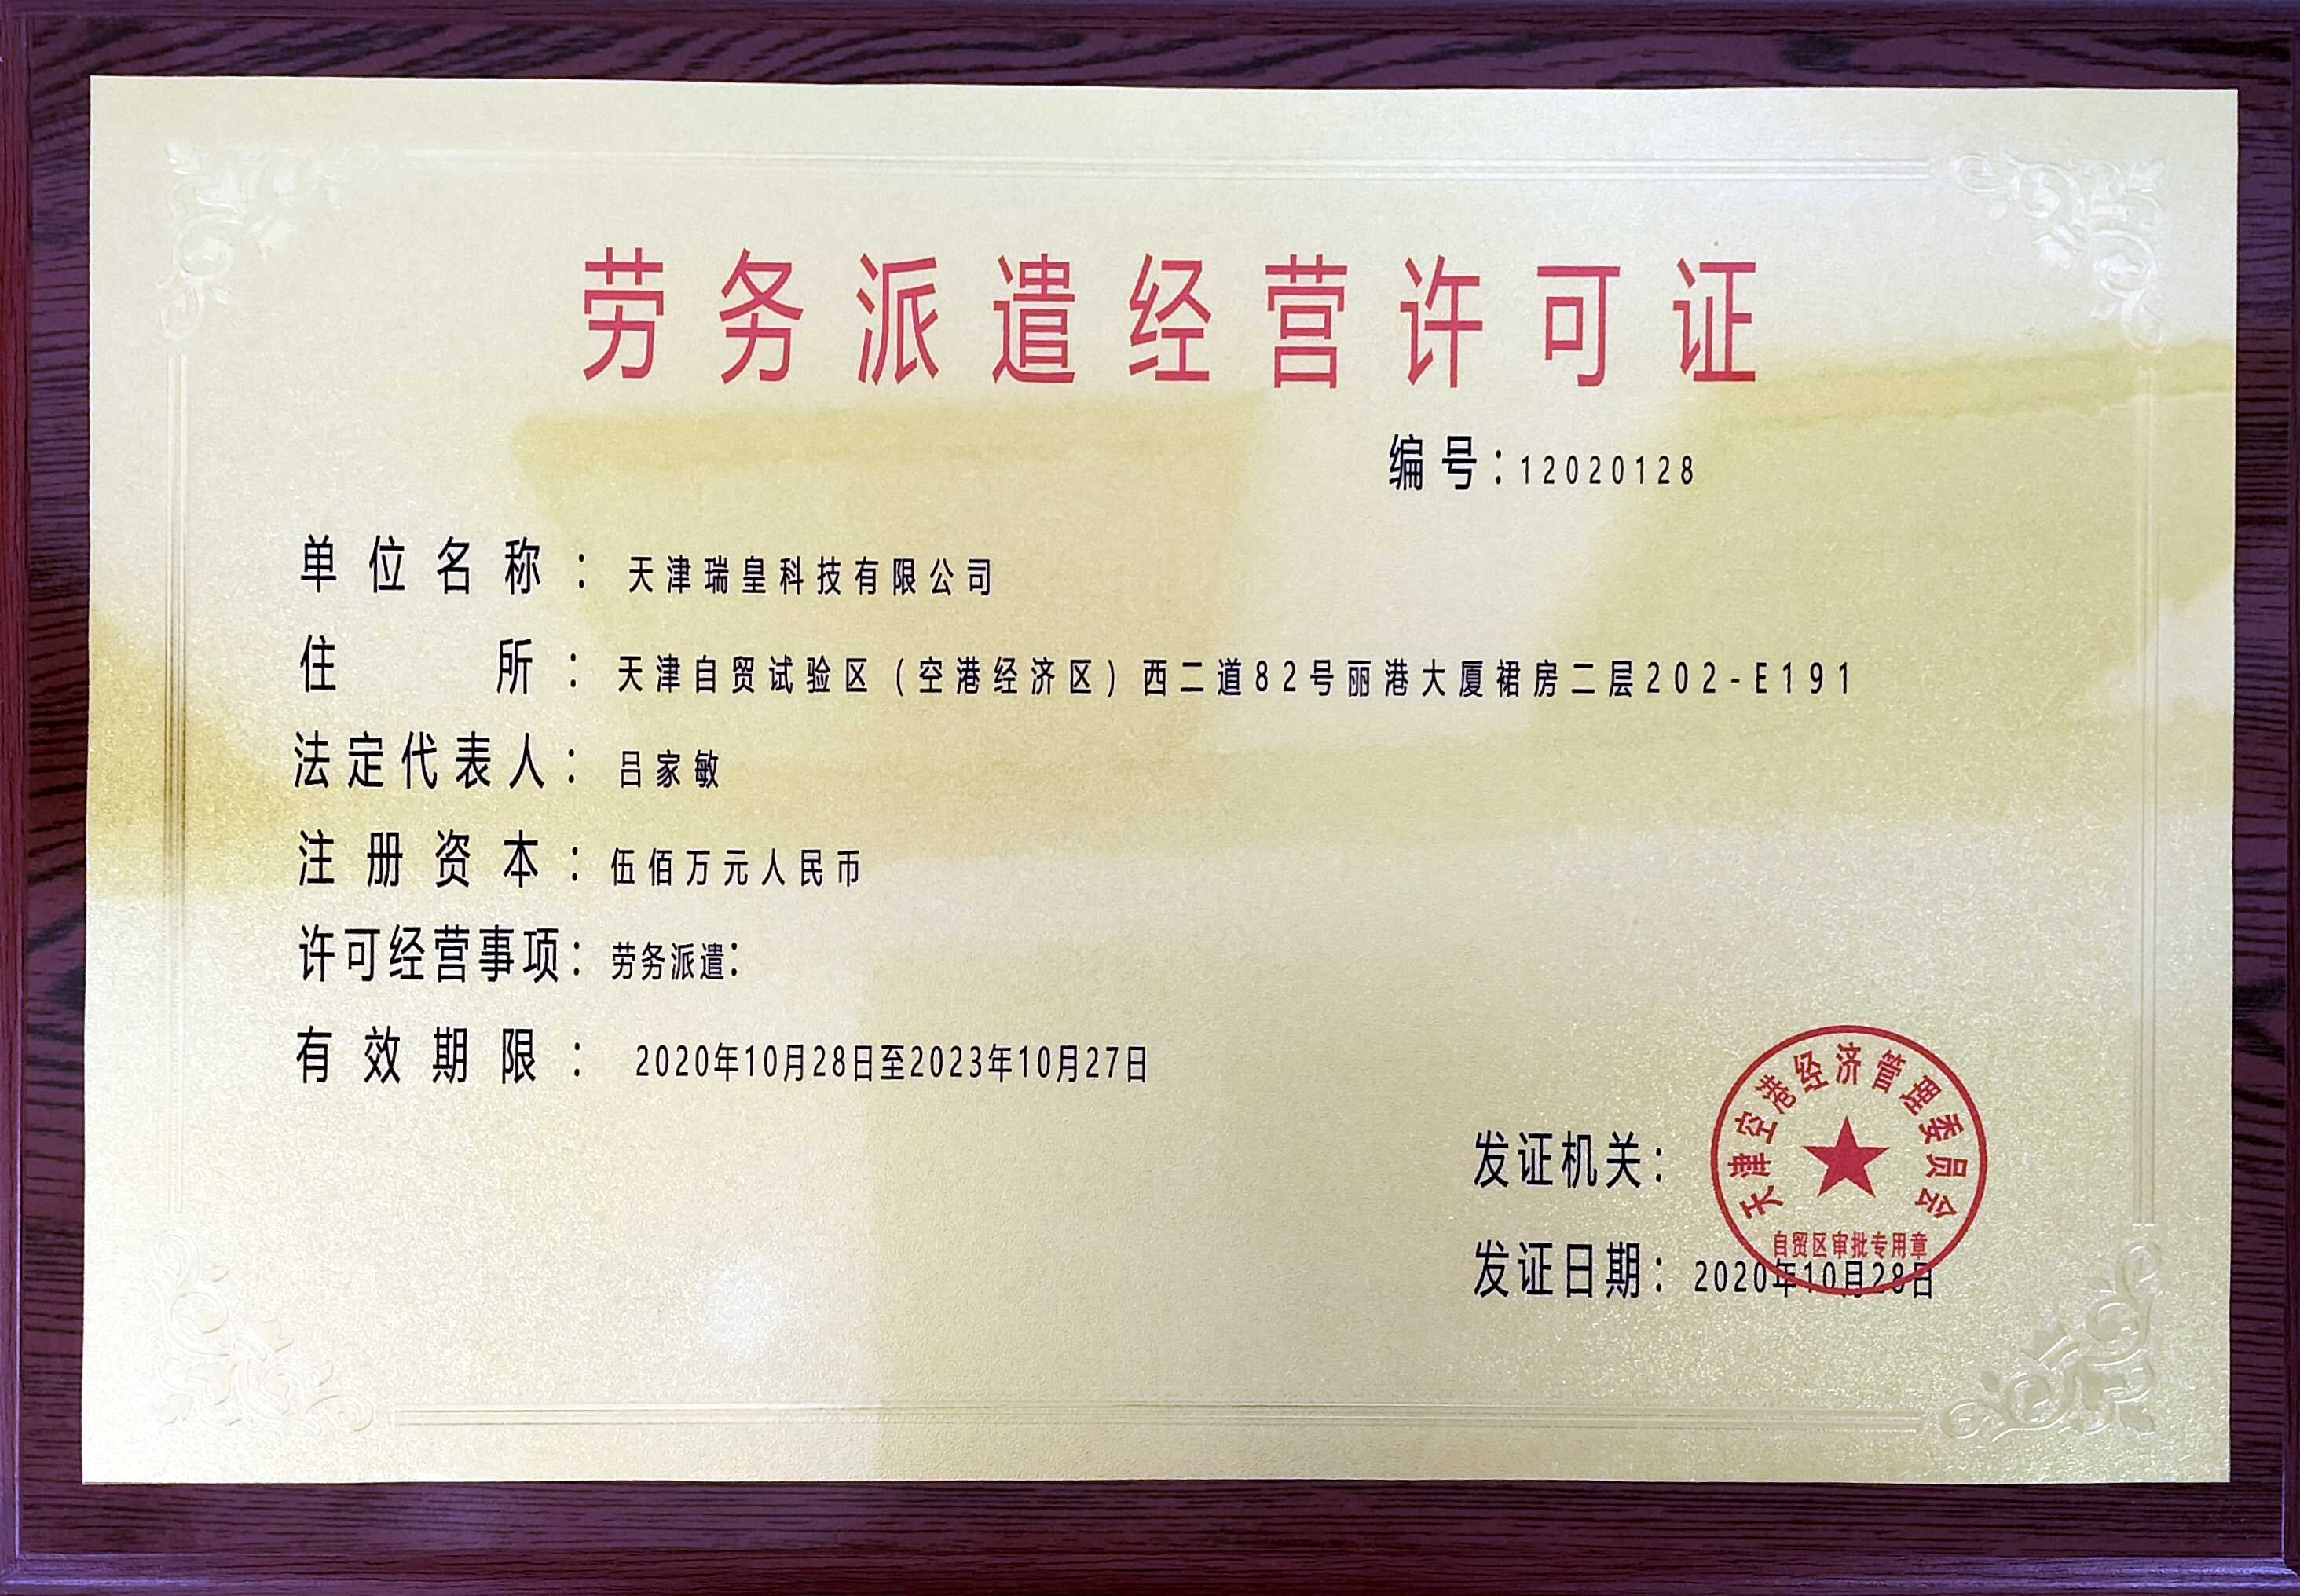 劳务派遣经营许可证
编号：12020128
单位名称：天津瑞皇科技有限公司
住所：天津自贸试验区（空港经济区）西二道82号丽港大厦裙房二层202-E191
法定代表人：吕家敏
注册资本：伍佰万元人民币
许可经营事项：劳务派遣：
有效期限：2020年10月28日至2023年10月27日
发证机关：
天津空港经济管理委员会
自贸区审批专用章
发证日期：2020年10月28日